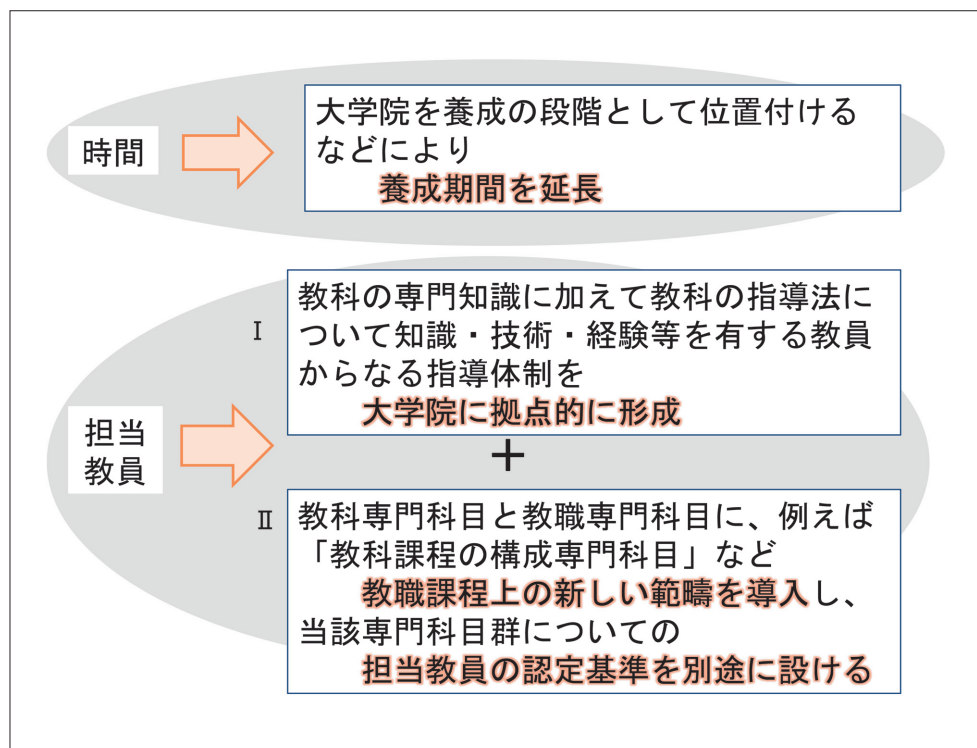 時間
大学院を養成の段階として位置付ける
などにより
養成期間を延長
担当
教員
Ⅰ
教科の専門知識に加えて教科の指導法に
ついて知識・技術・経験等を有する教員
からなる指導体制を
大学院に拠点的に形成
＋
Ⅱ
教科専門科目と教職専門科目に、例えば
「教科課程の構成専門科目」など
教職課程上の新しい範疇を導入し、
当該専門科目群についての
担当教員の認定基準を別途に設ける